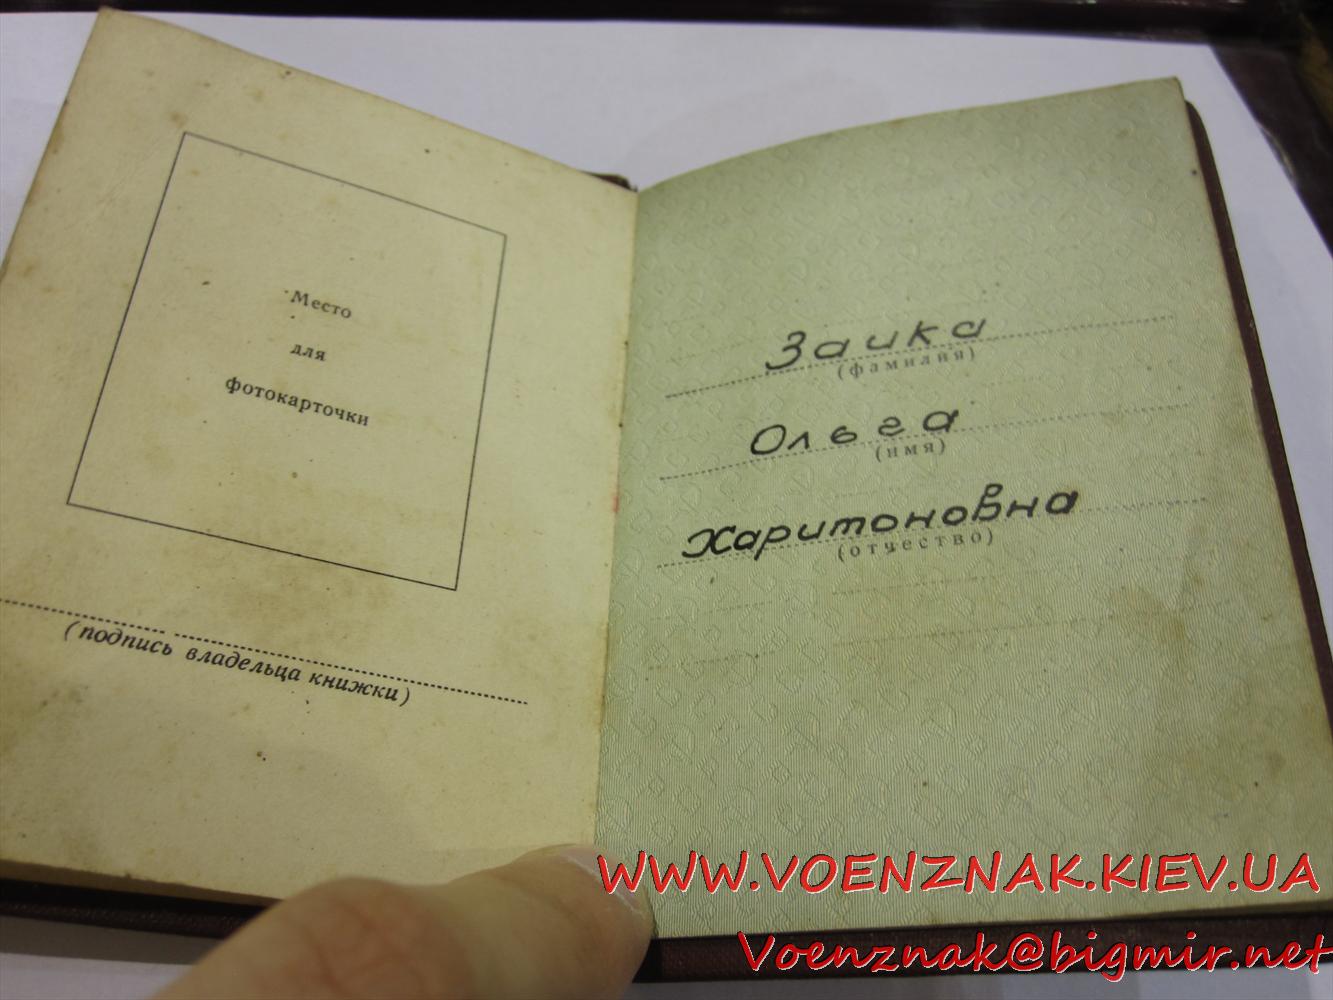 Место
для
фотокарточки
(подпись владельца книжки)
Заика
(фамилия)
Ольга
(имя)
Харитоновна
(отчество)
WWW.VOENZNAK.KIEV.UA
Voenznak@bigmir.net